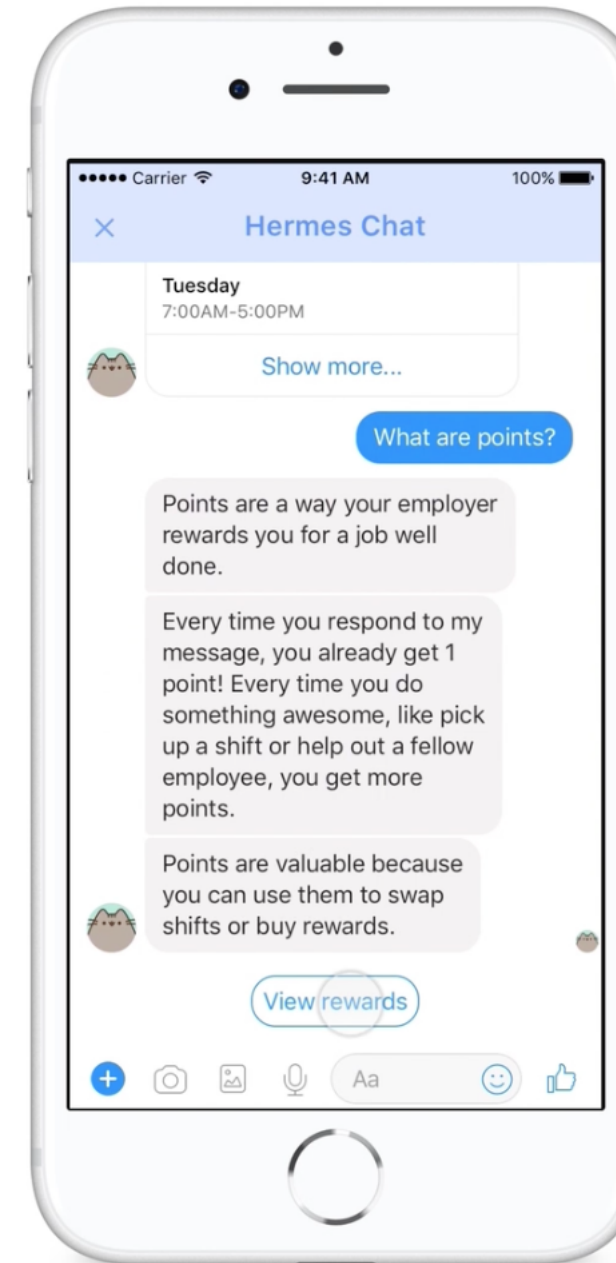 Carrier 9:41 AM 100%
Hermes Chat
Tuesday
7:00AM-5:00PM
Show more...
What are points?
Points are a way your employer
rewards you for a job well
done.
Every time you respond to my
message, you already get 1
point! Every time you do
something awesome, like pick
up a shift or help out a fellow
employee, you get more
points.
Points are valuable because
you can use them to swap
shifts or buy rewards.
View rewards
Aa